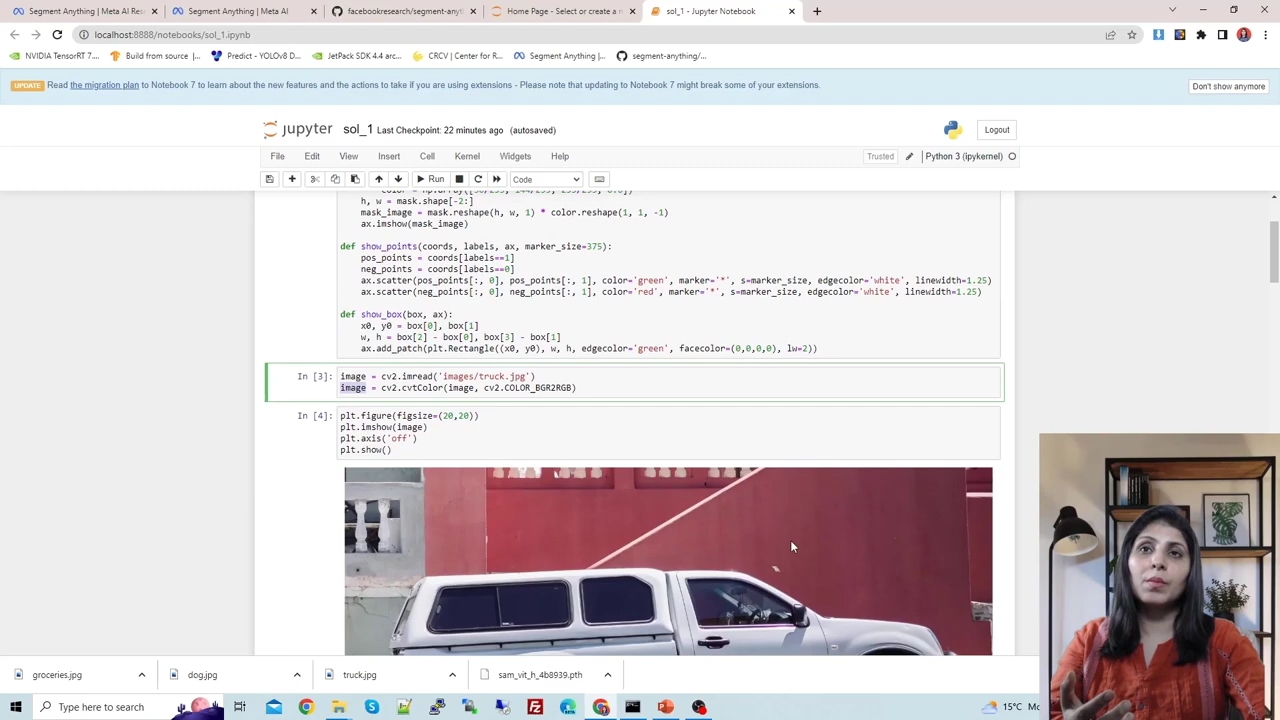 Segment Anything | Meta AI Res
Segment Anything | Meta AI
facebookresearch/segment-anyt
Home Page - Select or create a n
sol_1 - Jupyter Notebook
localhost:8888/notebooks/sol_1.ipynb
NVIDIA TensorRT 7....
Build from source |...
Predict - YOLOv8 D...
JetPack SDK 4.4 arc...
CRCV | Center for R...
Segment Anything |...
segment-anything/...
UPDATE Read the migration plan to Notebook 7 to learn about the new features and the actions to take if you are using extensions - Please note that updating to Notebook 7 might break some of your extensions.
Don't show anymore
jupyter sol_1 Last Checkpoint: 22 minutes ago (autosaved)
Logout
File Edit View Insert Cell Kernel Widgets Help
Trusted
Python 3 (ipykernel)
Run
Code
h, w = mask.shape[-2:]
mask_image = mask.reshape(h, w, 1) * color.reshape(1, 1, -1)
ax.imshow(mask_image)
def show_points(coords, labels, ax, marker_size=375):
pos_points = coords[labels==1]
neg_points = coords[labels==0]
ax.scatter(pos_points[:, 0], pos_points[:, 1], color='green', marker='*', s=marker_size, edgecolor='white', linewidth=1.25)
ax.scatter(neg_points[:, 0], neg_points[:, 1], color='red', marker='*', s=marker_size, edgecolor='white', linewidth=1.25)
def show_box(box, ax):
x0, y0 = box[0], box[1]
w, h = box[2] - box[0], box[3] - box[1]
ax.add_patch(plt.Rectangle((x0, y0), w, h, edgecolor='green', facecolor=(0,0,0,0), lw=2))
In [3]: image = cv2.imread('images/truck.jpg')
image = cv2.cvtColor(image, cv2.COLOR_BGR2RGB)
In [4]: plt.figure(figsize=(20,20))
plt.imshow(image)
plt.axis('off')
plt.show()
groceries.jpg
dog.jpg
truck.jpg
sam_vit_h_4b8939.pth
Type here to search
15°C